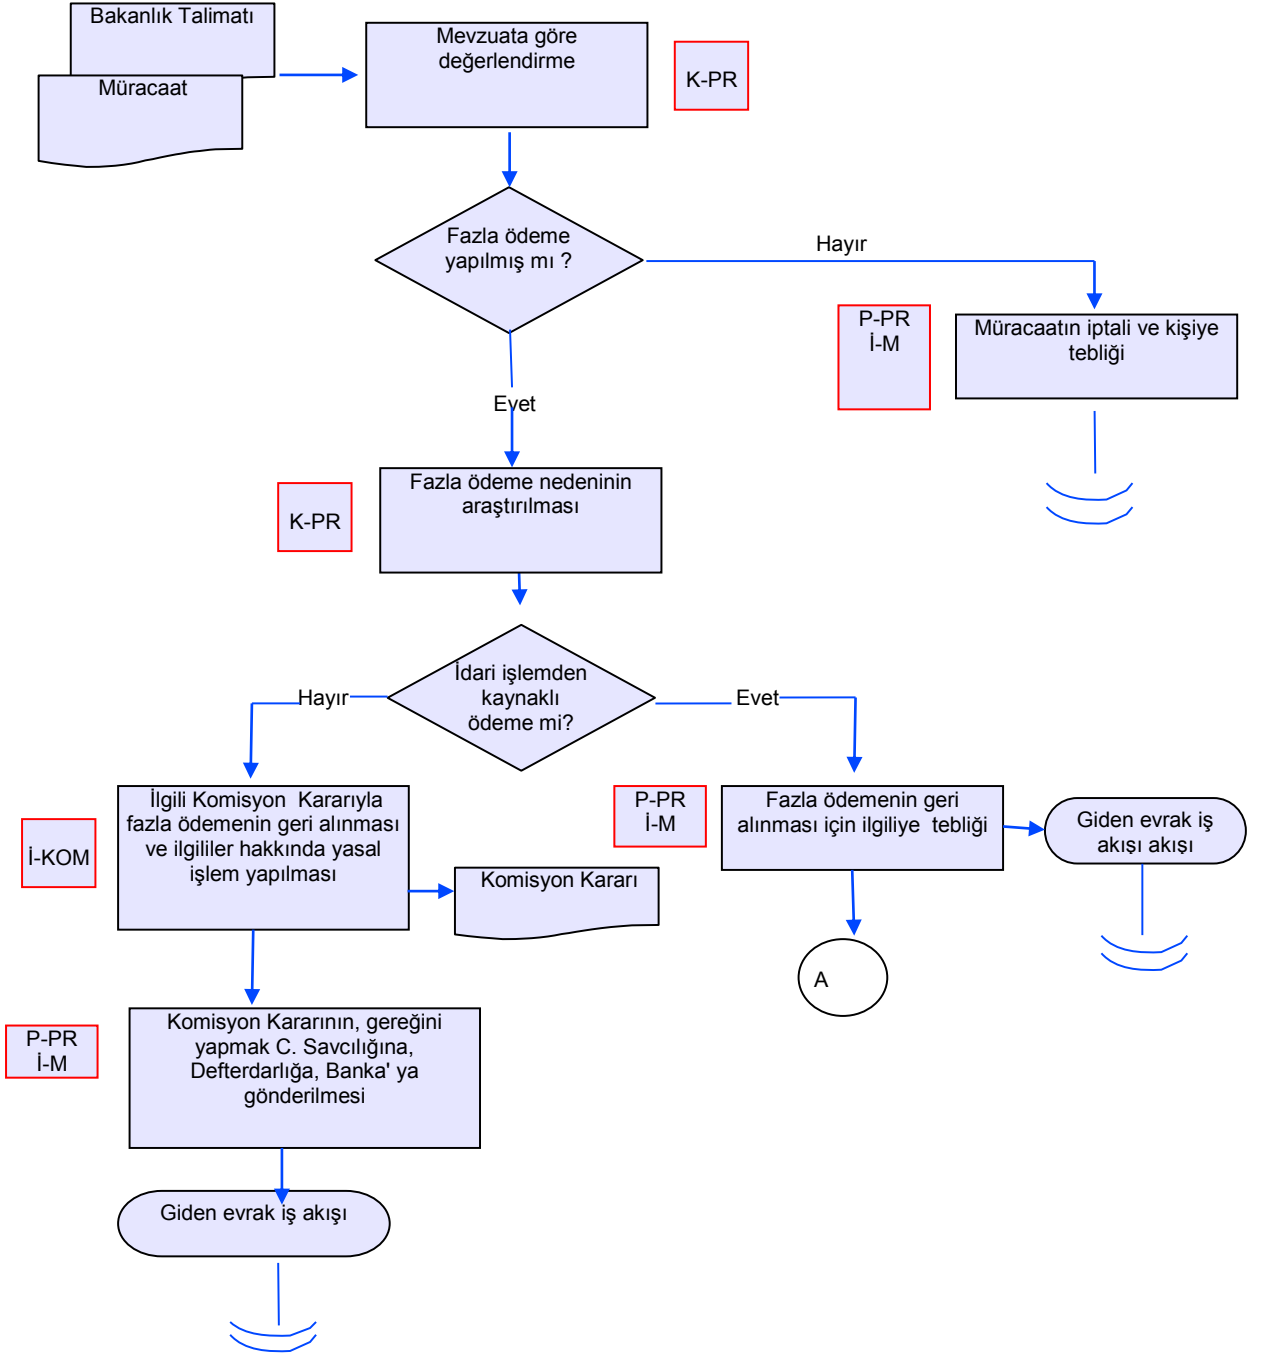 Bakanlık Talimatı
Müracaat
Mevzuata göre
değerlendirme
K-PR
Fazla ödeme
yapılmış mı ?
Hayır
P-PR
İ-M
Müracaatın iptali ve kişiye
tebliği
Evet
Fazla ödeme nedeninin
araştırılması
K-PR
İdari işlemden
kaynaklı
ödeme mi?
Hayır
Evet
İlgili Komisyon  Kararıyla
fazla ödemenin geri alınması
ve ilgililer hakkında yasal
işlem yapılması
İ-KOM
Komisyon Kararı
P-PR
İ-M
Fazla ödemenin geri
alınması için ilgiliye  tebliği
Giden evrak iş
akışı akışı
A
P-PR
İ-M
Komisyon Kararının, gereğini
yapmak C. Savcılığına,
Defterdarlığa, Banka' ya
gönderilmesi
Giden evrak iş akışı